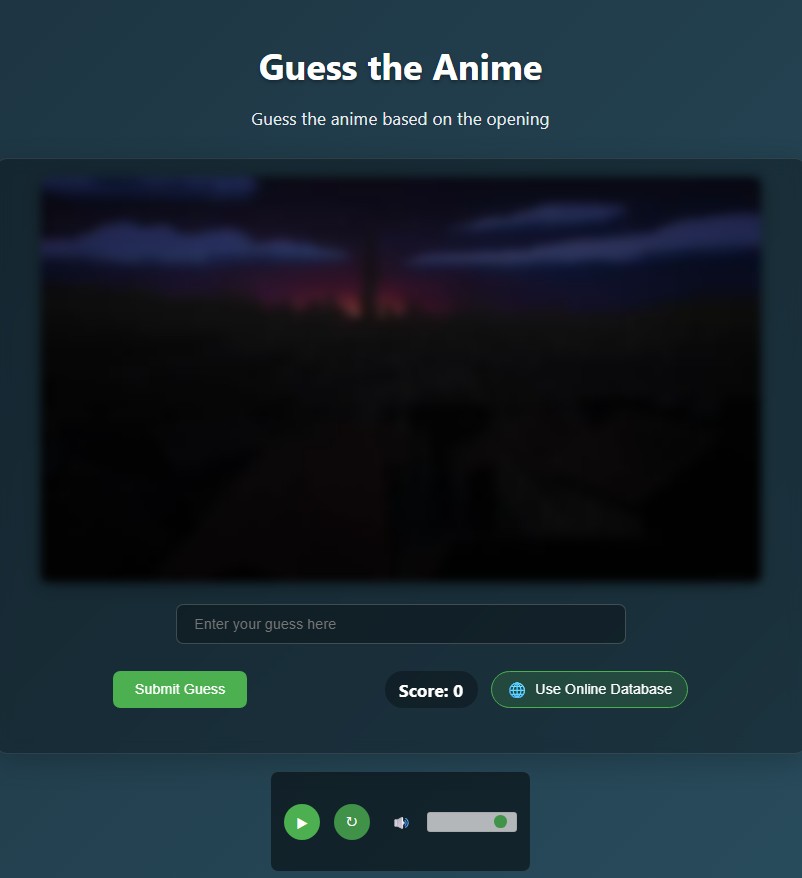 Guess the Anime
Guess the anime based on the opening
Enter your guess here
Submit Guess
Score: 0
Use Online Database